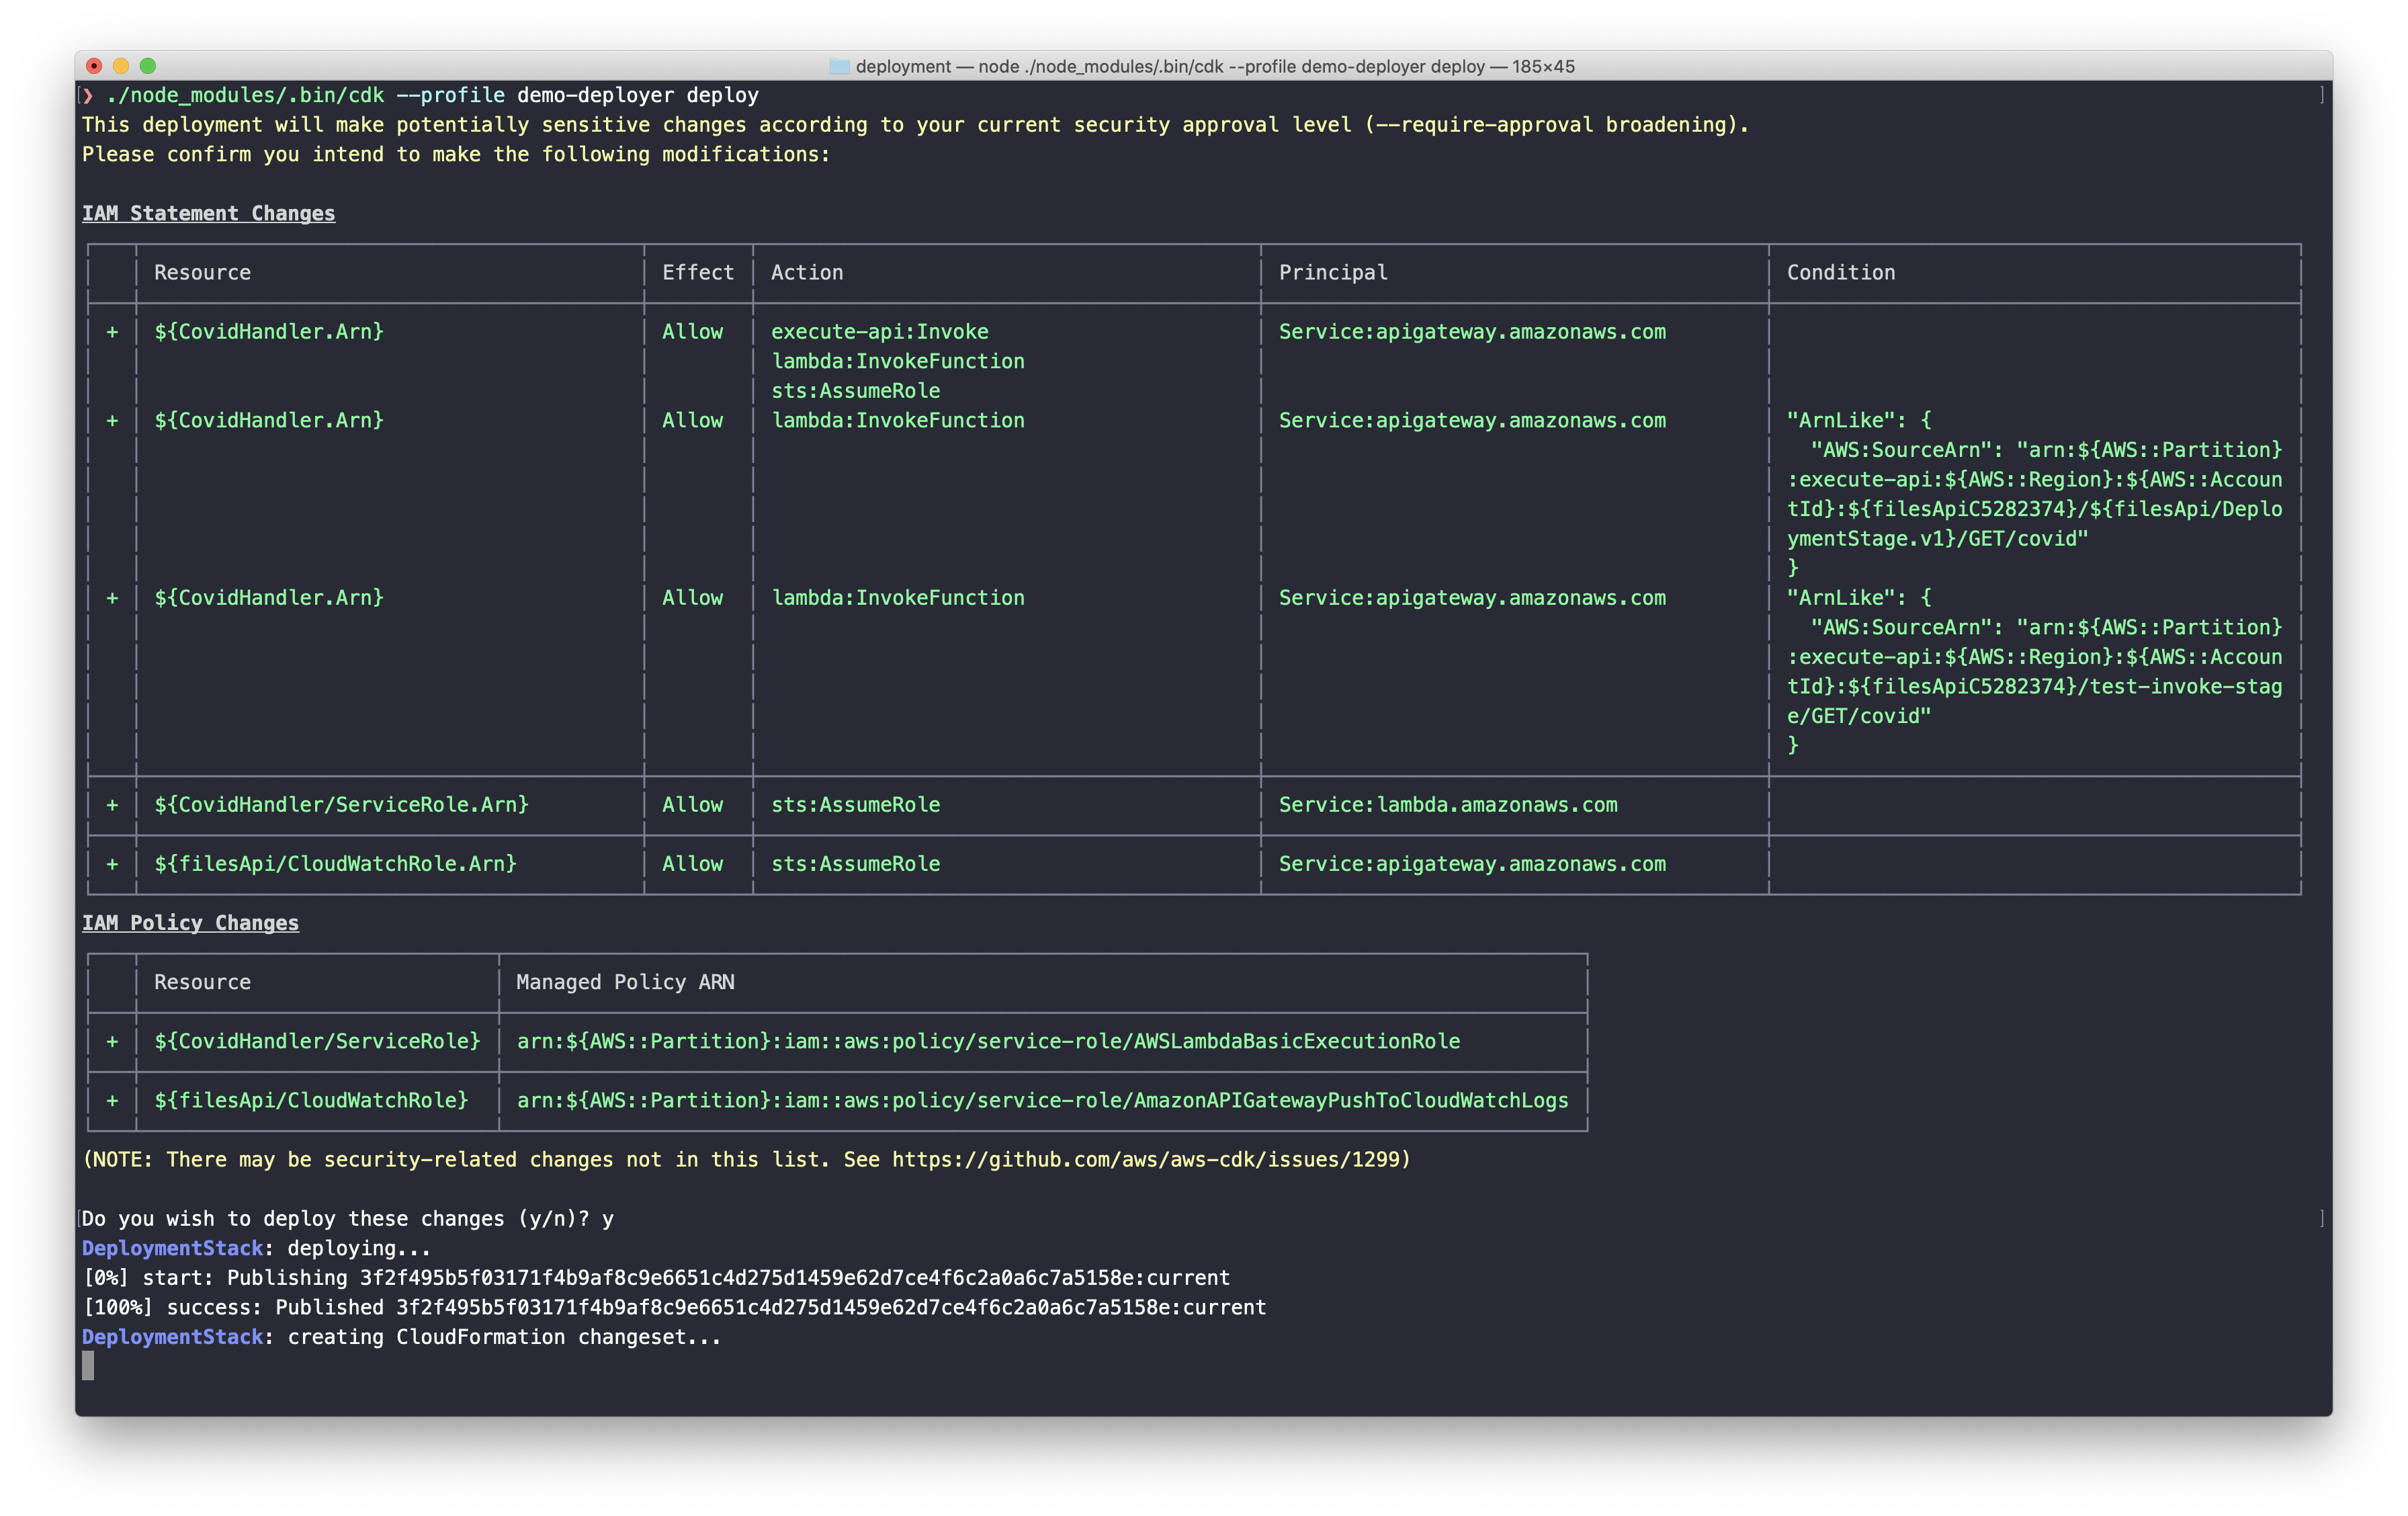 deployment — node ./node_modules/.bin/cdk --profile demo-deployer deploy — 185×45
❯ ./node_modules/.bin/cdk --profile demo-deployer deploy
This deployment will make potentially sensitive changes according to your current security approval level (--require-approval broadening).
Please confirm you intend to make the following modifications:
IAM Statement Changes
Resource Effect Action Principal Condition
+ ${CovidHandler.Arn} Allow execute-api:Invoke Service:apigateway.amazonaws.com
lambda:InvokeFunction
sts:AssumeRole
+ ${CovidHandler.Arn} Allow lambda:InvokeFunction Service:apigateway.amazonaws.com "ArnLike": {
"AWS:SourceArn": "arn:${AWS::Partition}
:execute-api:${AWS::Region}:${AWS::Accoun
tId}:${filesApiC5282374}/${filesApi/Deplo
ymentStage.v1}/GET/covid"
}
+ ${CovidHandler.Arn} Allow lambda:InvokeFunction Service:apigateway.amazonaws.com "ArnLike": {
"AWS:SourceArn": "arn:${AWS::Partition}
:execute-api:${AWS::Region}:${AWS::Accoun
tId}:${filesApiC5282374}/test-invoke-stag
e/GET/covid"
}
+ ${CovidHandler/ServiceRole.Arn} Allow sts:AssumeRole Service:lambda.amazonaws.com
+ ${filesApi/CloudWatchRole.Arn} Allow sts:AssumeRole Service:apigateway.amazonaws.com
IAM Policy Changes
Resource Managed Policy ARN
+ ${CovidHandler/ServiceRole} arn:${AWS::Partition}:iam::aws:policy/service-role/AWSLambdaBasicExecutionRole
+ ${filesApi/CloudWatchRole} arn:${AWS::Partition}:iam::aws:policy/service-role/AmazonAPIGatewayPushToCloudWatchLogs
(NOTE: There may be security-related changes not in this list. See https://github.com/aws/aws-cdk/issues/1299)
Do you wish to deploy these changes (y/n)? y
DeploymentStack: deploying...
[0%] start: Publishing 3f2f495b5f03171f4b9af8c9e6651c4d275d1459e62d7ce4f6c2a0a6c7a5158e:current
[100%] success: Published 3f2f495b5f03171f4b9af8c9e6651c4d275d1459e62d7ce4f6c2a0a6c7a5158e:current
DeploymentStack: creating CloudFormation changeset...